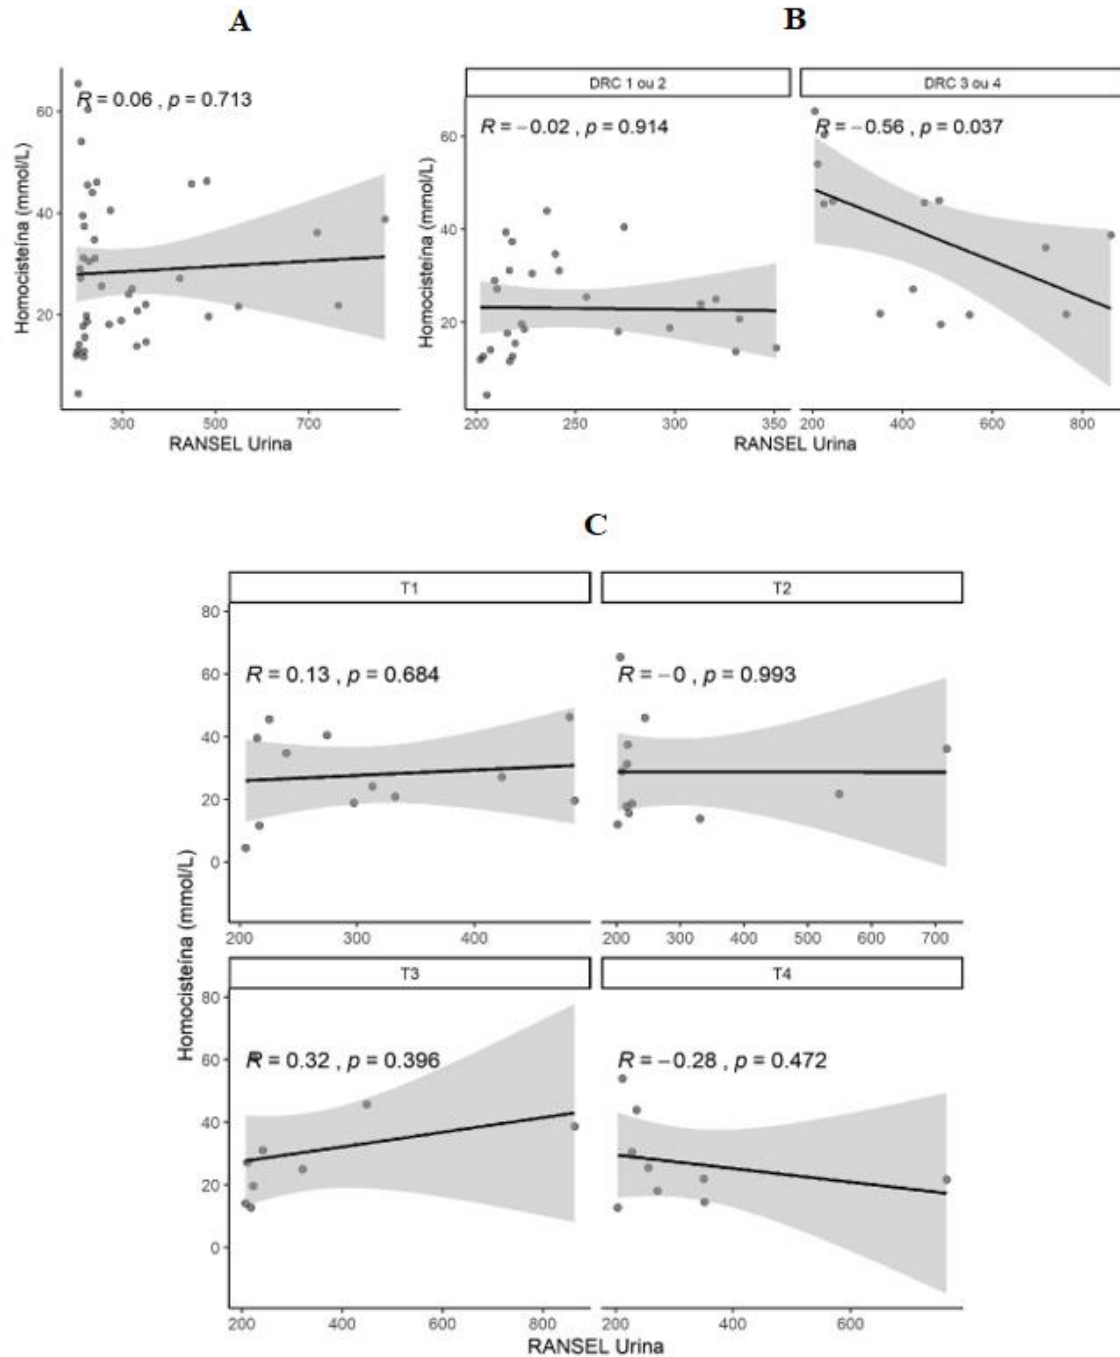 A
B
R = 0.06 , p = 0.713
Homocisteína (mmol/L)
60
40
20
300
500
700
RANSEL Urina
DRC 1 ou 2
DRC 3 ou 4
R = −0.02 , p = 0.914
R = −0.56 , p = 0.037
Homocisteína (mmol/L)
60
40
20
200
250
300
350
200
400
600
800
RANSEL Urina
C
T1
T2
R = 0.13 , p = 0.684
R = −0 , p = 0.993
80
60
40
20
0
200
300
400
200
300
400
500
600
700
Homocisteína (mmol/L)
T3
T4
R = 0.32 , p = 0.396
R = −0.28 , p = 0.472
80
60
40
20
0
200
400
600
800
200
400
600
RANSEL Urina